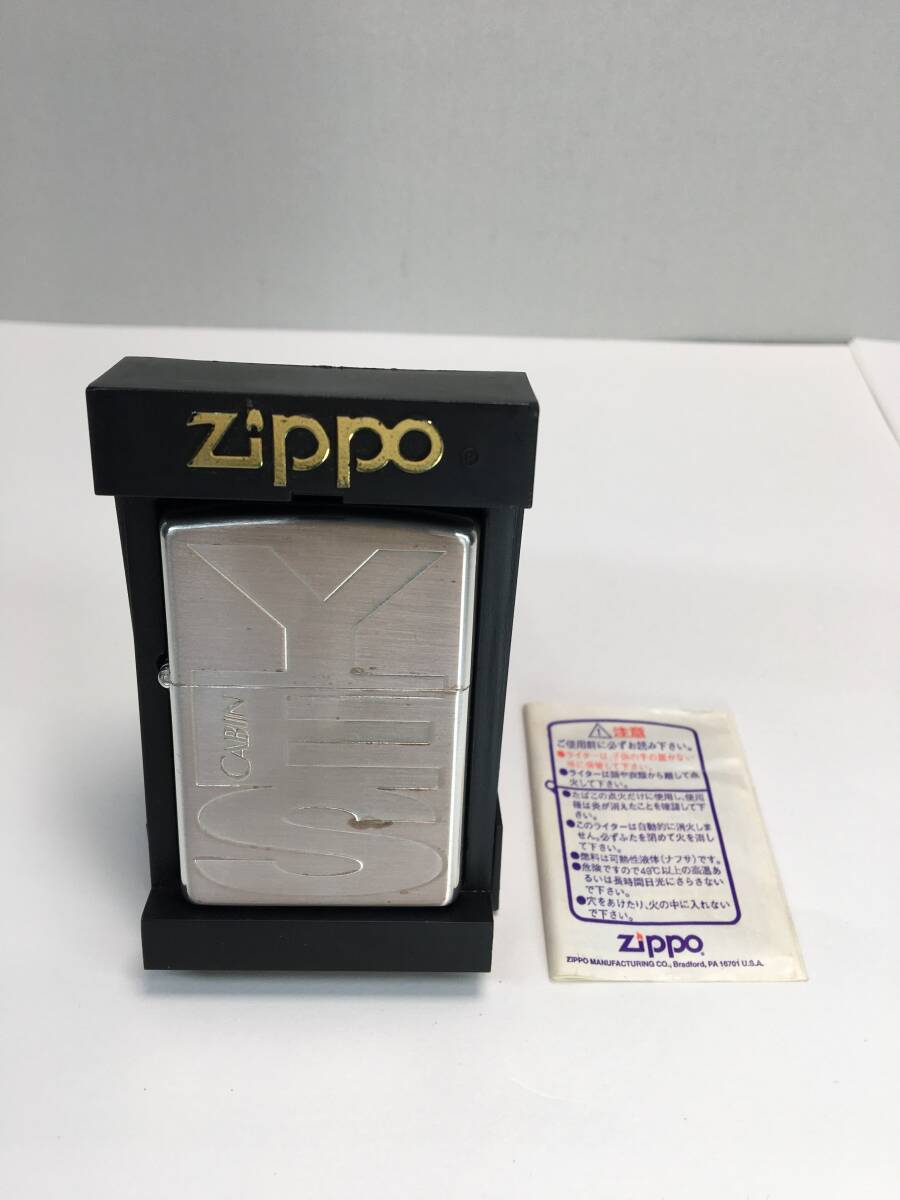 Zippo
®
CABIN
⚠注意
ご使用前に必ずお読み下さい。
●ライターは、子供の手の届かない
所に保管して下さい。
●ライターは顔や衣服から離して点
火して下さい。
●たばこの点火だけに使用し、使用
後は炎が消えたことを確認して下
さい。
●このライターは自動的に消火しま
せん。必ずふたを閉めて火を消し
て下さい。
●燃料は可燃性液体(ナフサ)です。
●危険ですので49℃以上の高温あ
るいは長時間日光にさらさない
で下さい。
●穴をあけたり、火の中に入れない
で下さい。
Zippo
ZIPPO MANUFACTURING CO., Bradford, PA 16701 U.S.A.